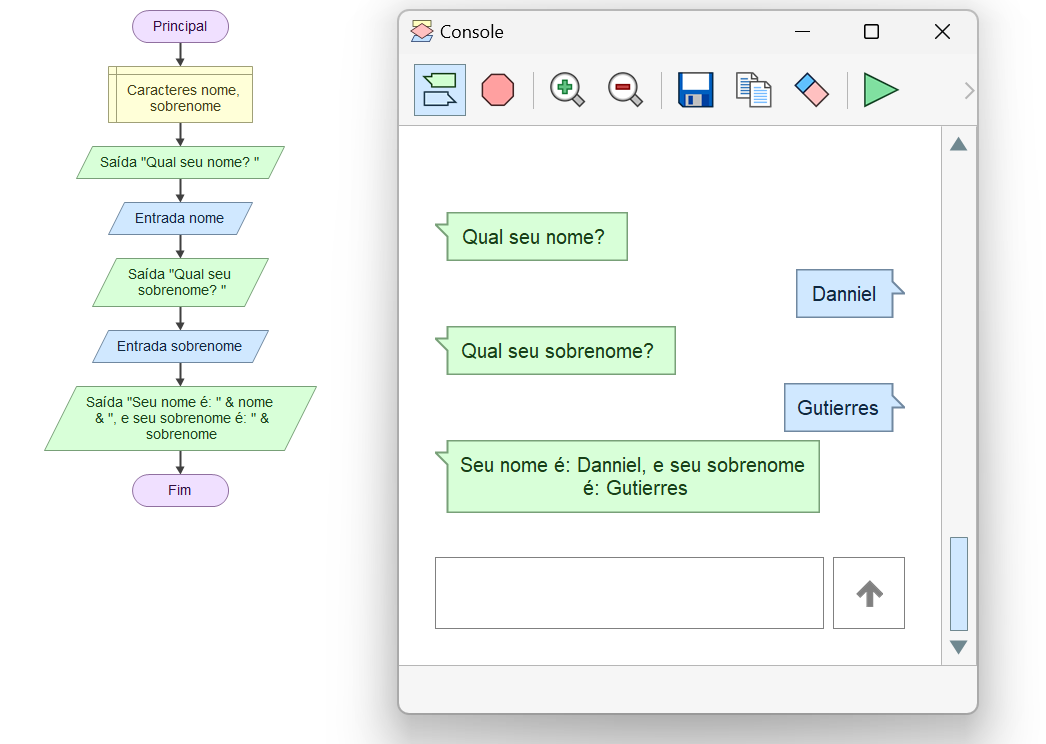 Principal
Caracteres nome,
sobrenome
Saída "Qual seu nome? "
Entrada nome
Saída "Qual seu
sobrenome? "
Entrada sobrenome
Saída "Seu nome é: " & nome
& ", e seu sobrenome é: " &
sobrenome
Fim
Console
Qual seu nome?
Danniel
Qual seu sobrenome?
Gutierres
Seu nome é: Danniel, e seu sobrenome
é: Gutierres